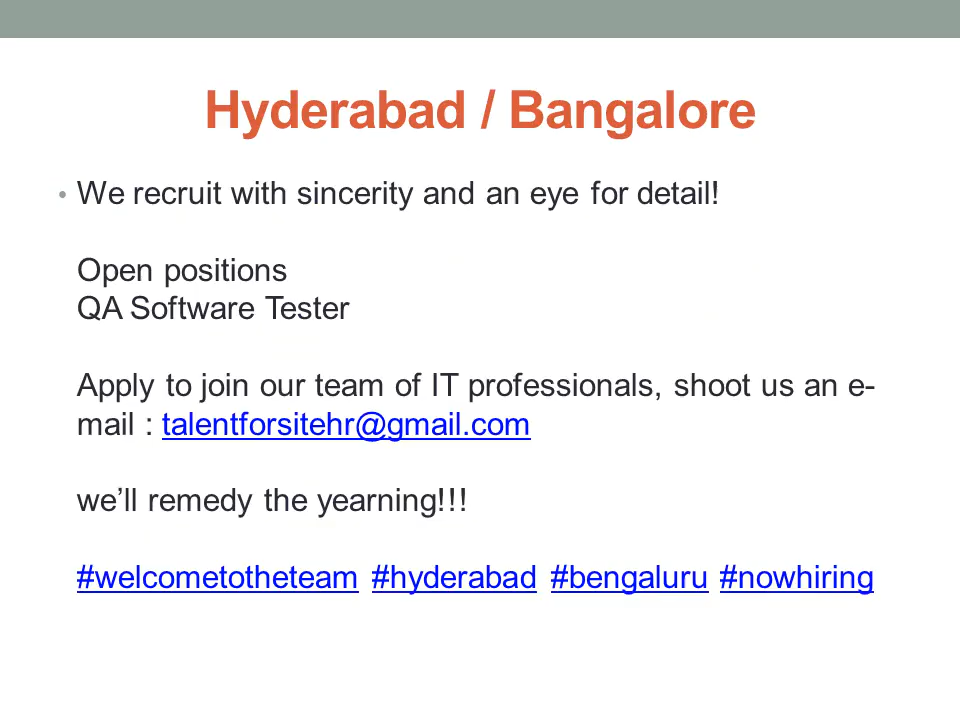 Hyderabad / Bangalore
• We recruit with sincerity and an eye for detail!
Open positions
QA Software Tester
Apply to join our team of IT professionals, shoot us an e-
mail : talentforsitehr@gmail.com
we’ll remedy the yearning!!!
#welcometotheteam #hyderabad #bengaluru #nowhiring